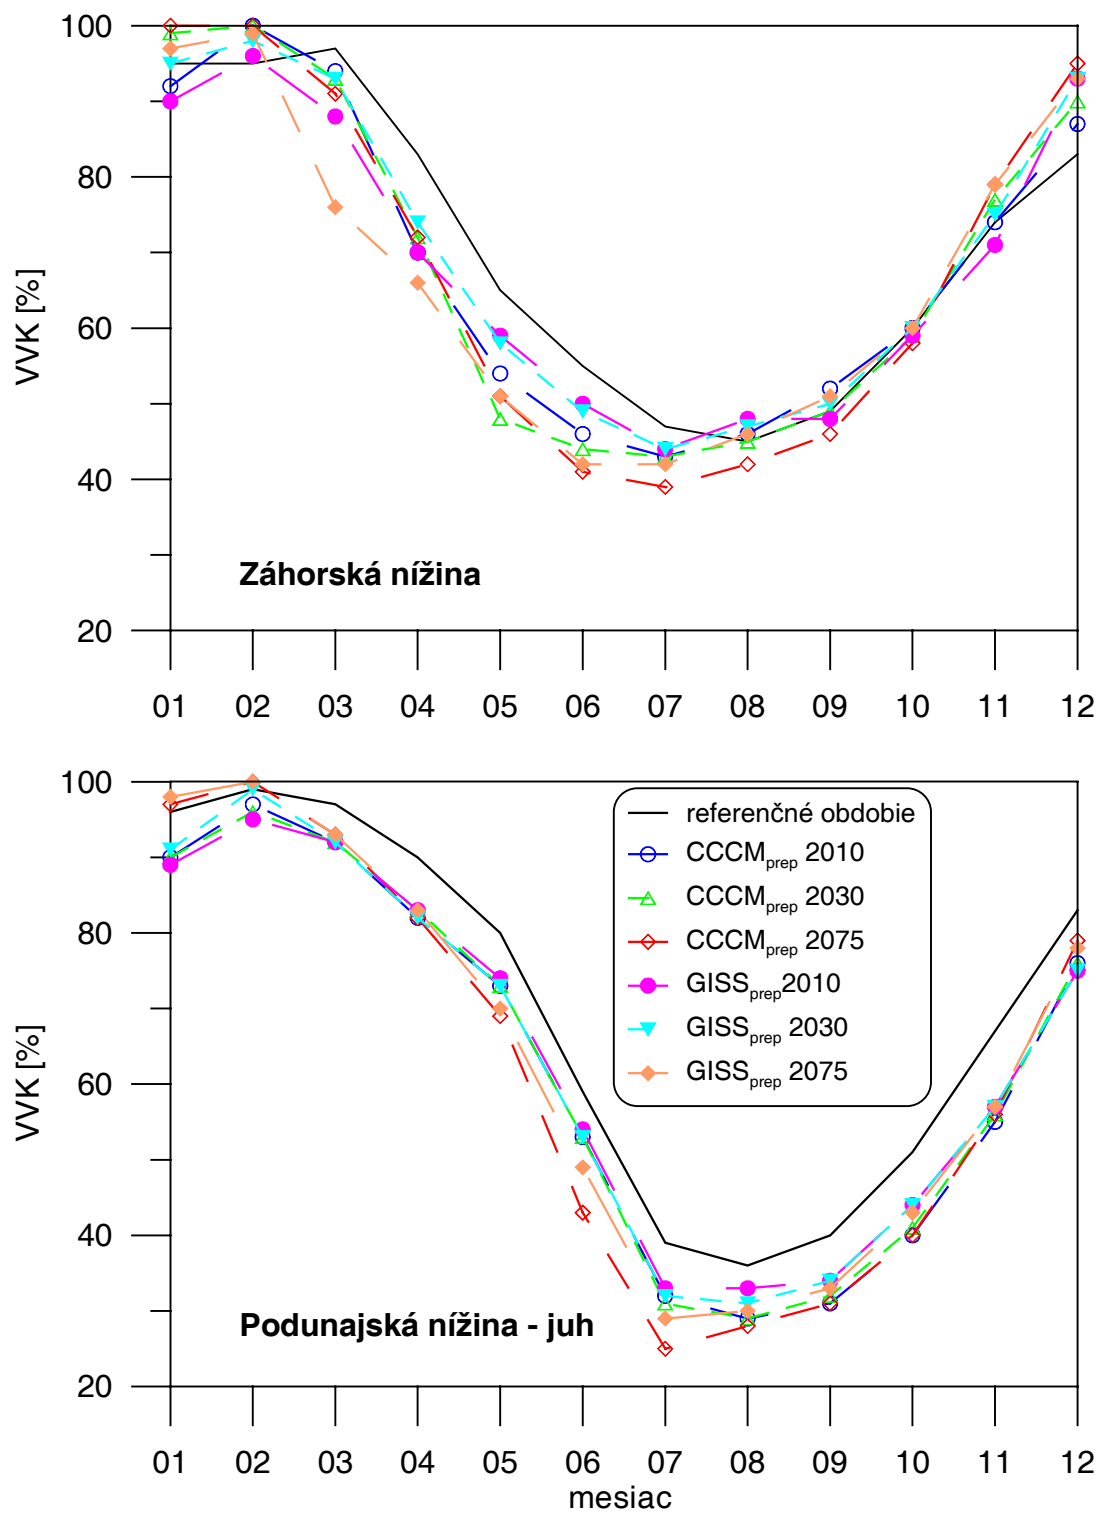 100
80
60
40
20
VVK [%]
Záhorská nížina
01 02 03 04 05 06 07 08 09 10 11 12
100
80
60
40
20
VVK [%]
referenčné obdobie
CCCMprep 2010
CCCMprep 2030
CCCMprep 2075
GISSprep2010
GISSprep 2030
GISSprep 2075
Podunajská nížina - juh
01 02 03 04 05 06 07 08 09 10 11 12
mesiac